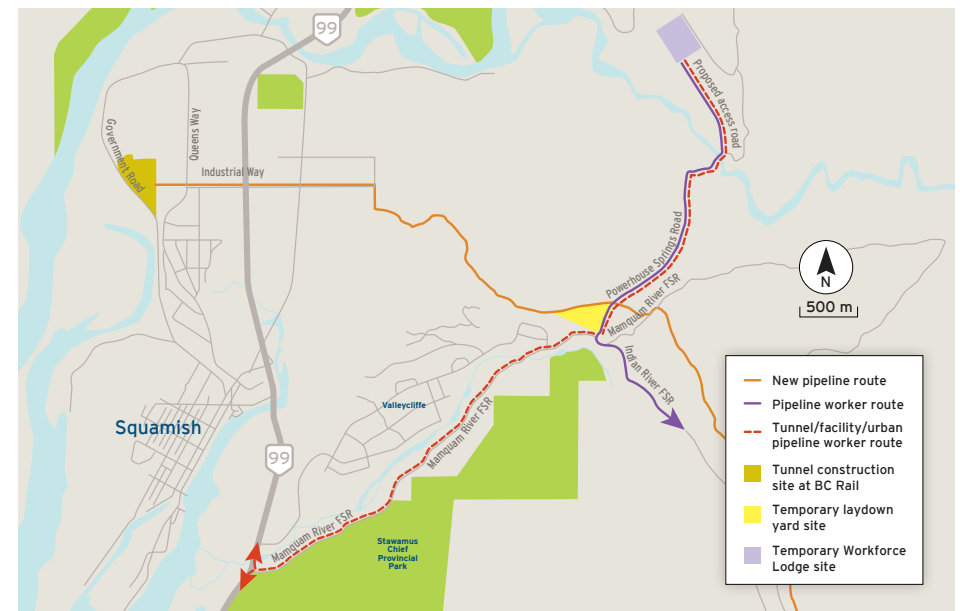 99
Proposed access road
Government Road
Queens Way
Industrial Way
Powerhouse Springs Road
Mamquam River FSR
N
500 m
Indian River FSR
Valleycliffe
Mamquam River FSR
Squamish
99
Mamquam River FSR
Stawamus
Chief
Provincial
Park
New pipeline route
Pipeline worker route
Tunnel/facility/urban
pipeline worker route
Tunnel construction
site at BC Rail
Temporary laydown
yard site
Temporary Workforce
Lodge site